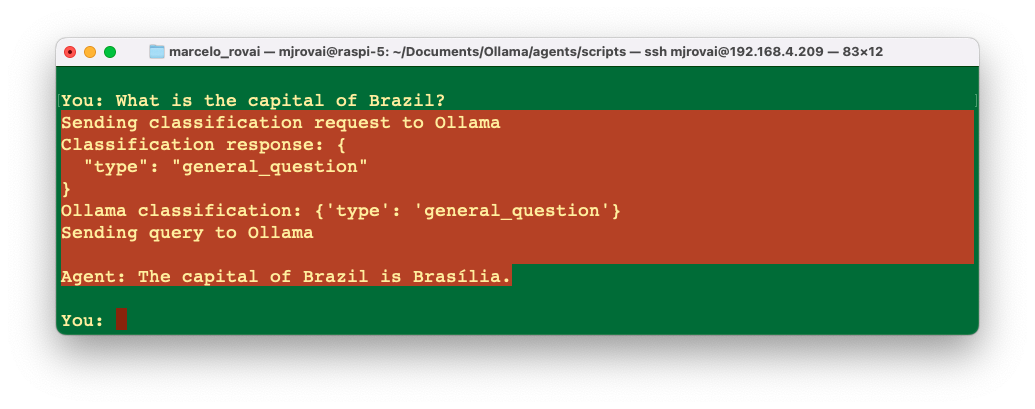 marcelo_rovai — mjrovai@raspi-5: ~/Documents/Ollama/agents/scripts — ssh mjrovai@192.168.4.209 — 83×12
You: What is the capital of Brazil?
Sending classification request to Ollama
Classification response: {
  "type": "general_question"
}
Ollama classification: {'type': 'general_question'}
Sending query to Ollama
Agent: The capital of Brazil is Brasília.
You: